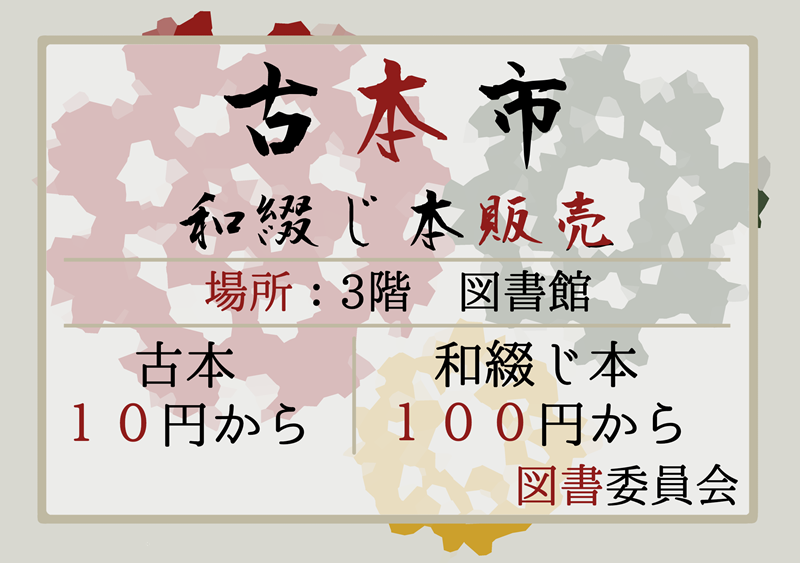 古本市
和綴じ本販売
場所：3階　図書館
古本
１０円から
和綴じ本
１００円から
図書委員会